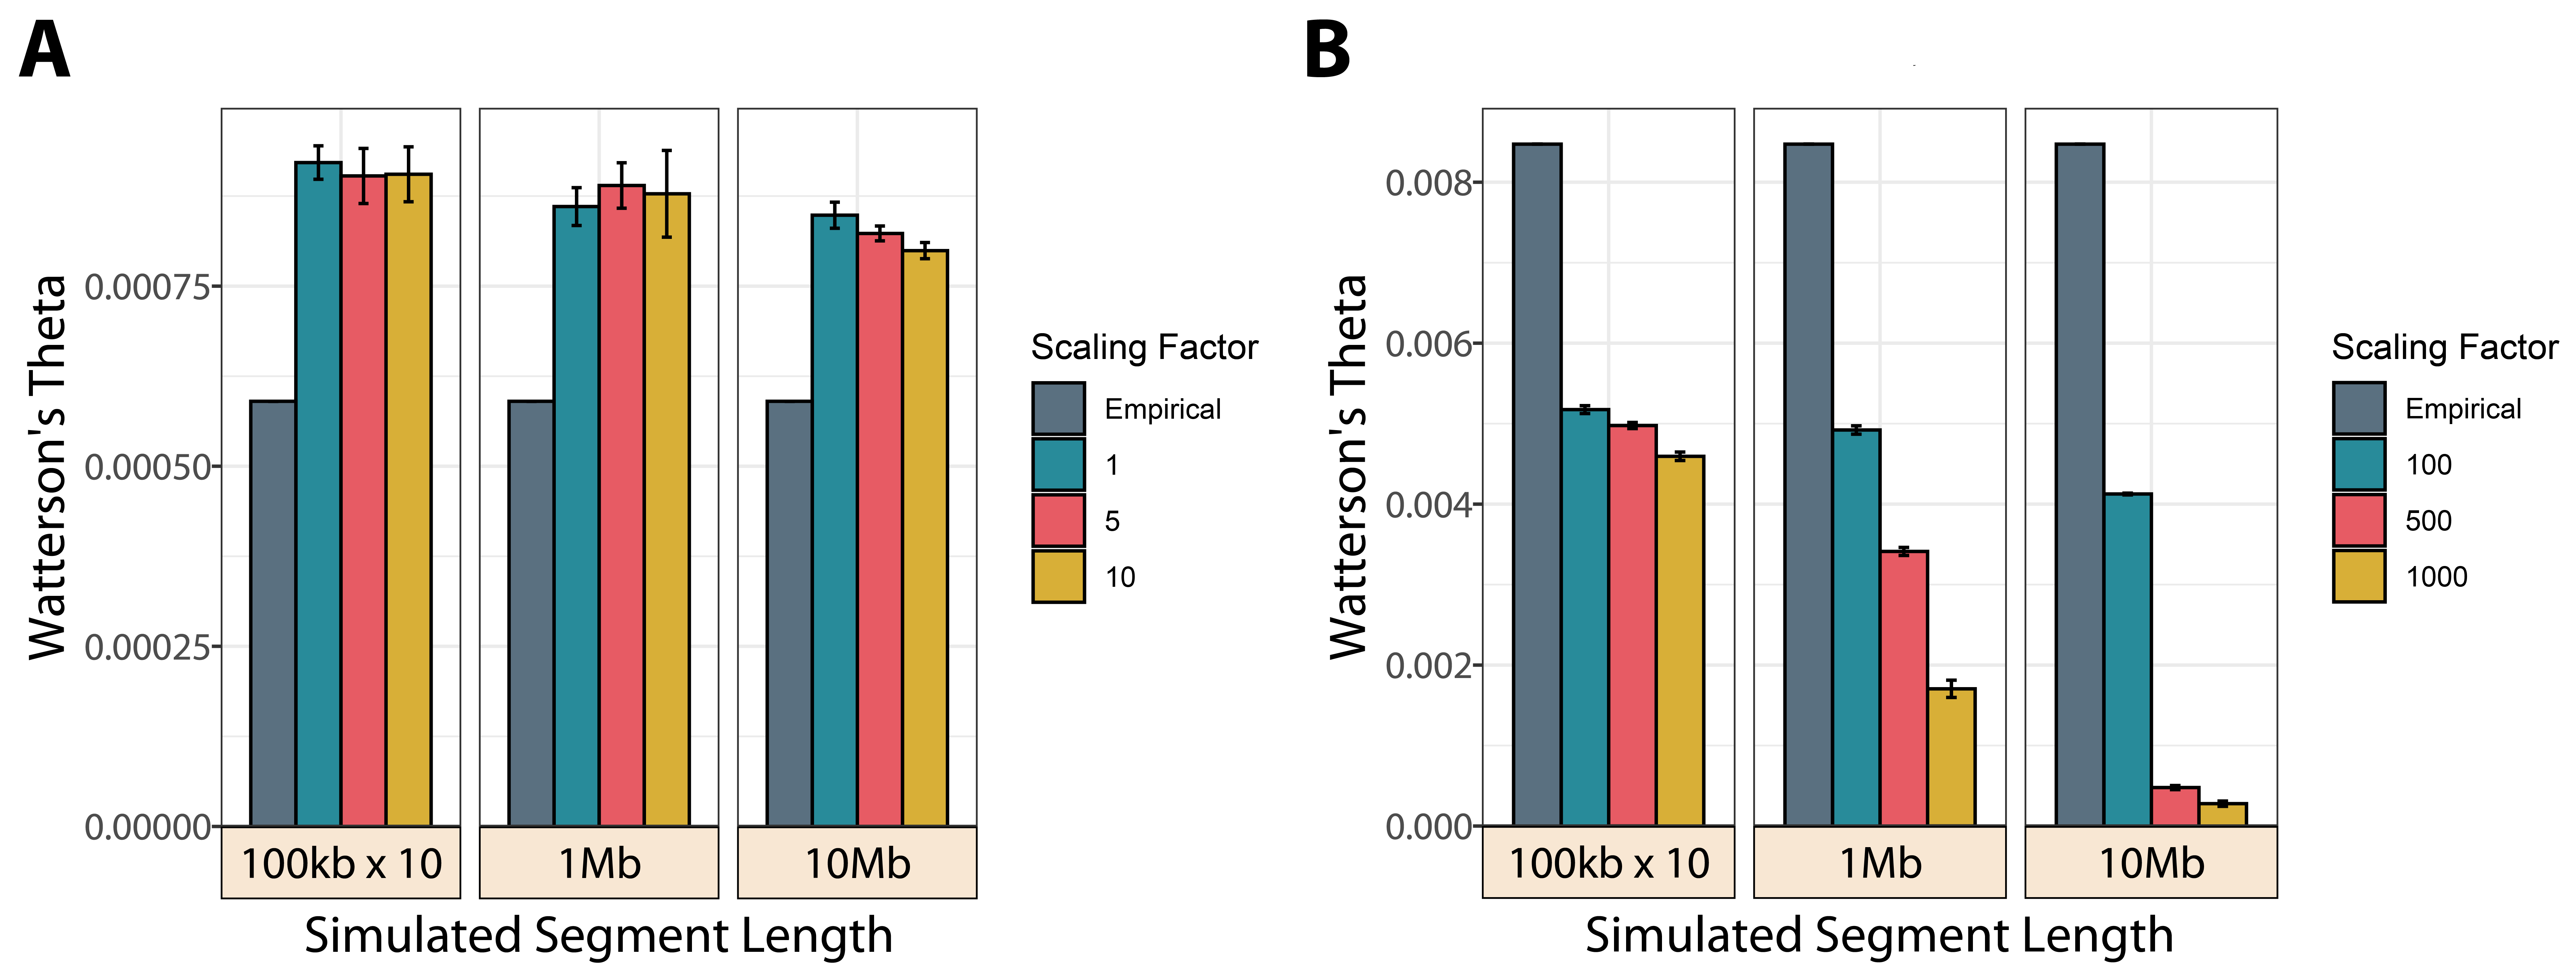 A
Watterson's Theta
0.00075
0.00050
0.00025
0.00000
100kb x 10
1Mb
10Mb
Simulated Segment Length
Scaling Factor
Empirical
1
5
10
B
Watterson's Theta
0.008
0.006
0.004
0.002
0.000
100kb x 10
1Mb
10Mb
Simulated Segment Length
Scaling Factor
Empirical
100
500
1000